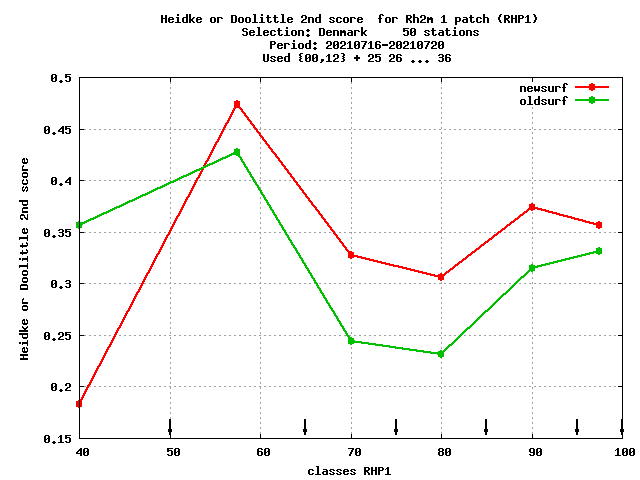 Heidke or Doolittle 2nd score  for Rh2m 1 patch (RHP1)
Selection: Denmark     50 stations
Period: 20210716-20210720
Used {00,12} + 25 26 ... 36
newsurf
oldsurf
0.5
0.45
0.4
0.35
0.3
0.25
0.2
0.15
Heidke or Doolittle 2nd score
40 50 60 70 80 90 100
classes RHP1